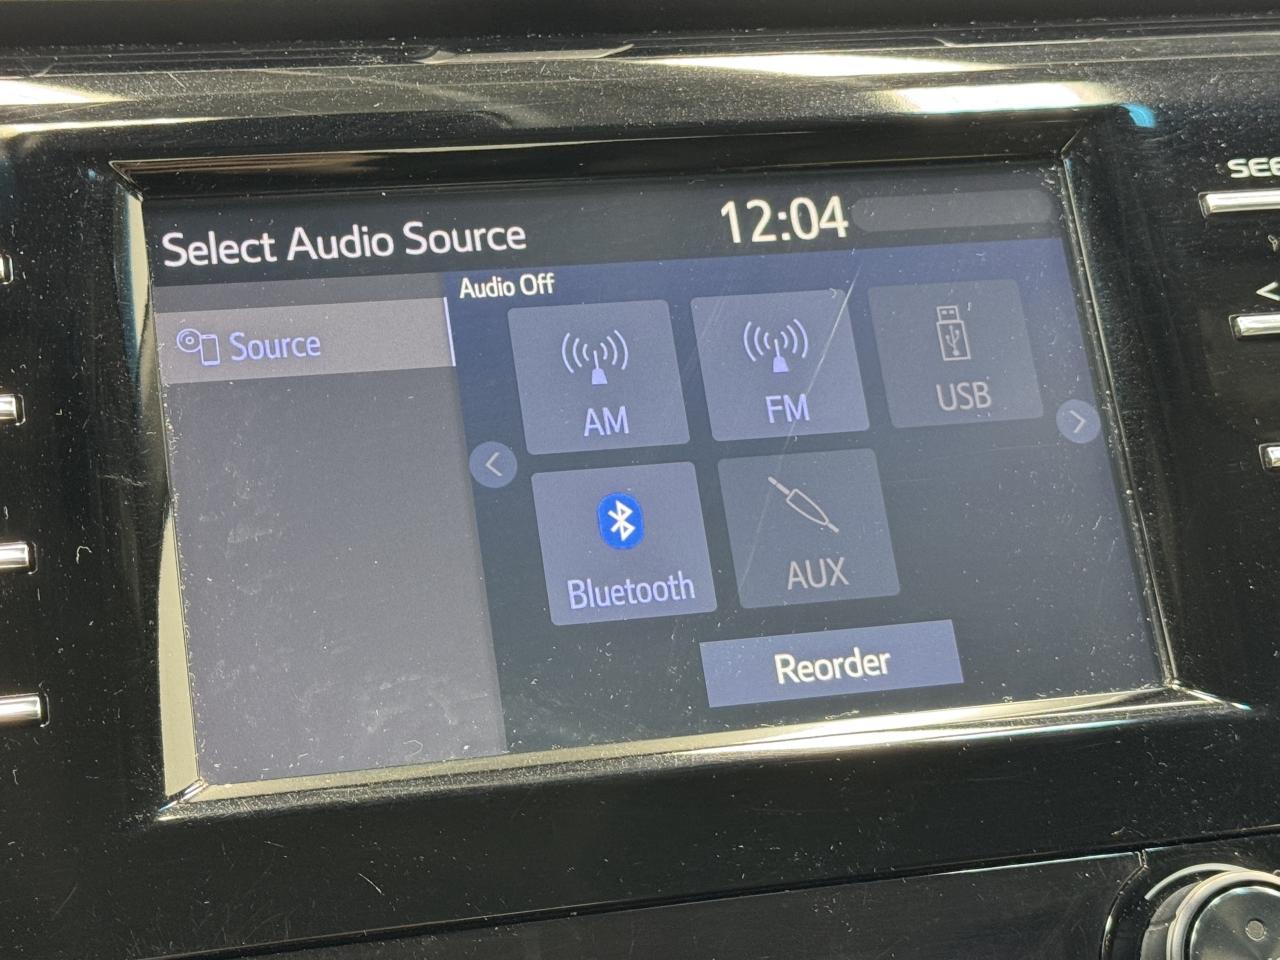 Select Audio Source
12:04
Audio Off
Source
AM
FM
USB
Bluetooth
AUX
Reorder